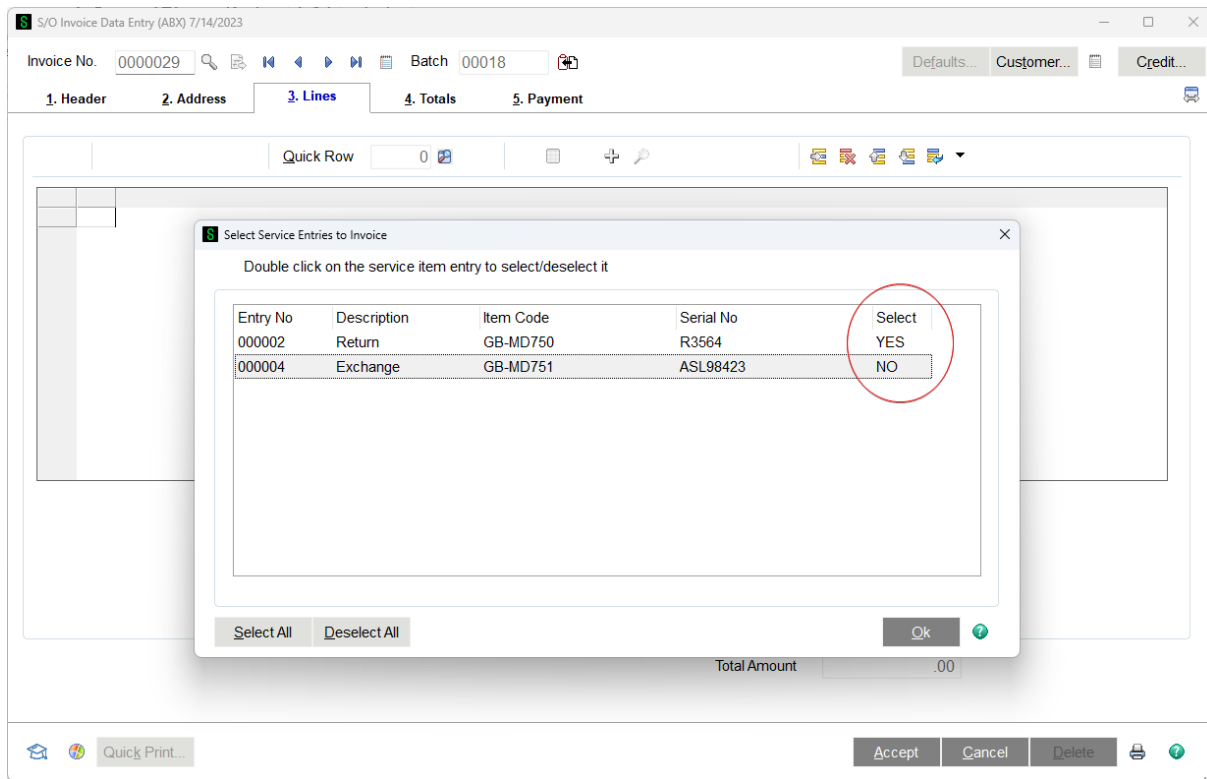 S/O Invoice Data Entry (ABX) 7/14/2023
Invoice No. 0000029 Batch 00018 Defaults... Customer... Credit...
1. Header 2. Address 3. Lines 4. Totals 5. Payment
Quick Row 0
Select Service Entries to Invoice
Double click on the service item entry to select/deselect it
Entry No Description Item Code Serial No Select
000002 Return GB-MD750 R3564 YES
000004 Exchange GB-MD751 ASL98423 NO
Select All Deselect All Ok
Total Amount .00
Quick Print... Accept Cancel Delete